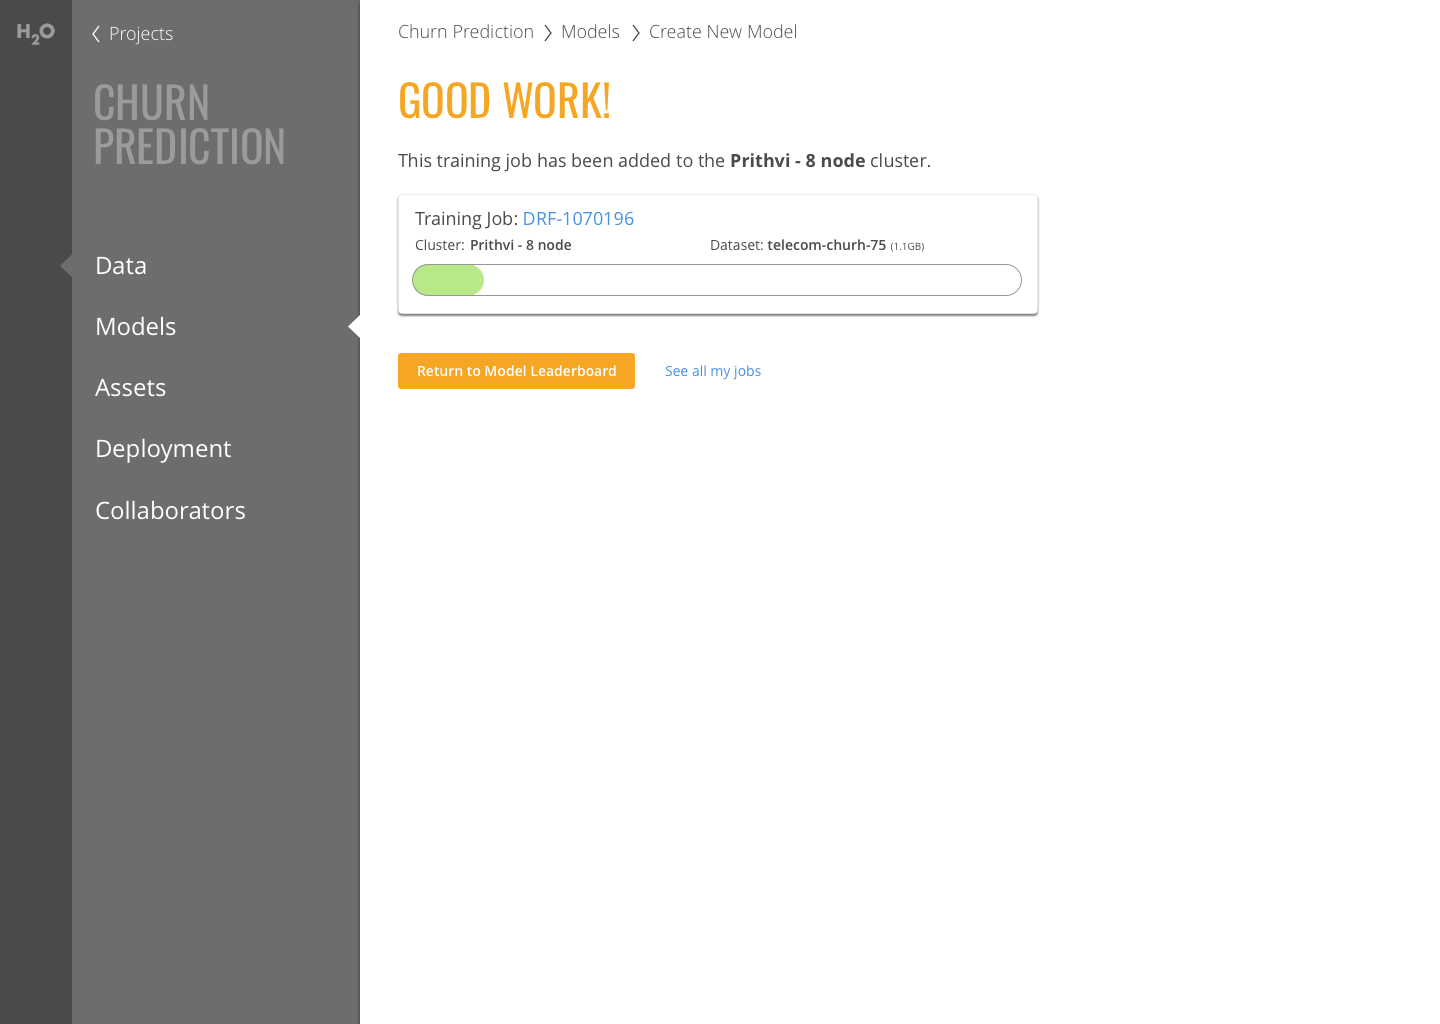 H2O
Projects
CHURN
PREDICTION
Data
Models
Assets
Deployment
Collaborators
Churn Prediction
Models
Create New Model
GOOD WORK!
This training job has been added to the Prithvi - 8 node cluster.
Training Job: DRF-1070196
Cluster: Prithvi - 8 node
Dataset: telecom-churh-75 (1.1GB)
Return to Model Leaderboard
See all my jobs